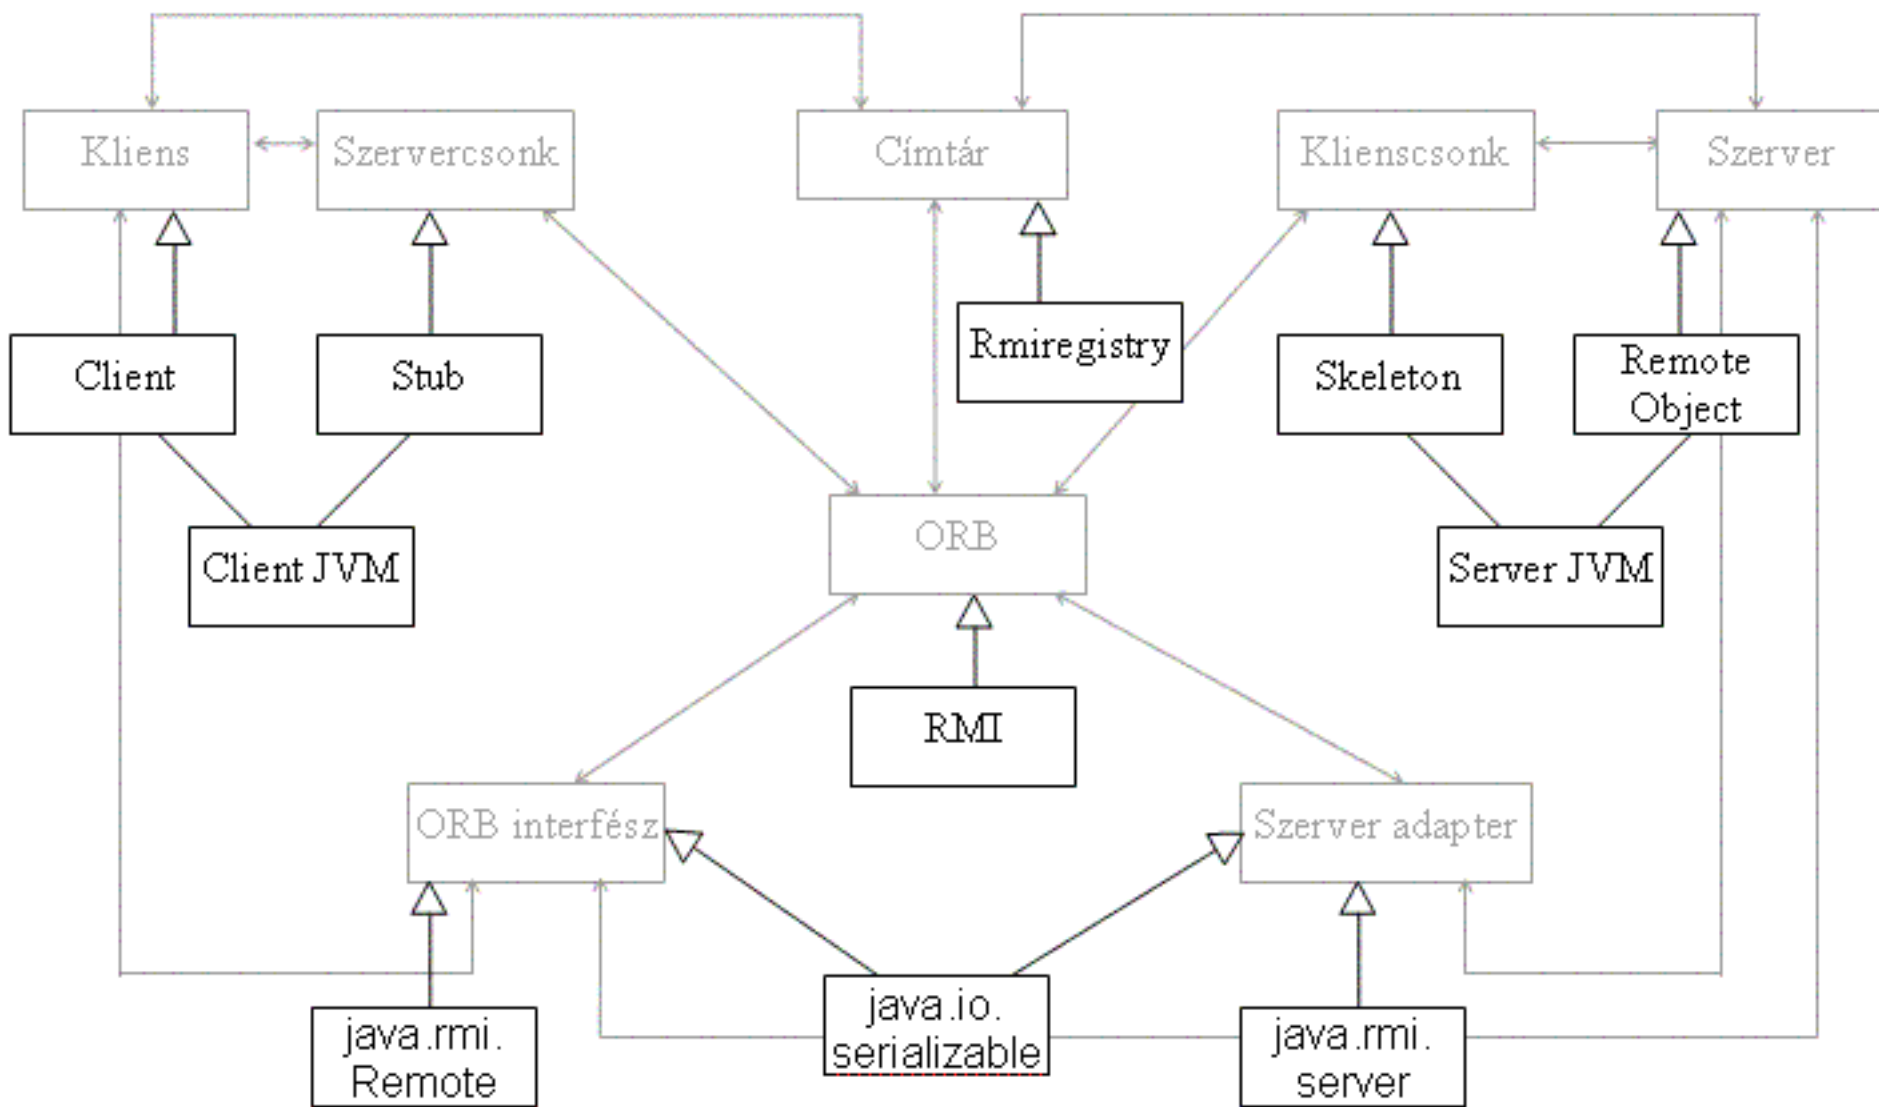 Kliens
Szervercsonk
Címtár
Klienscsonk
Szerver
Client
Stub
Rmiregistry
Skeleton
Remote
Object
Client JVM
ORB
Server JVM
RMI
ORB interfész
Szerver adapter
java.rmi.
Remote
java.io.
serializable
java.rmi.
server